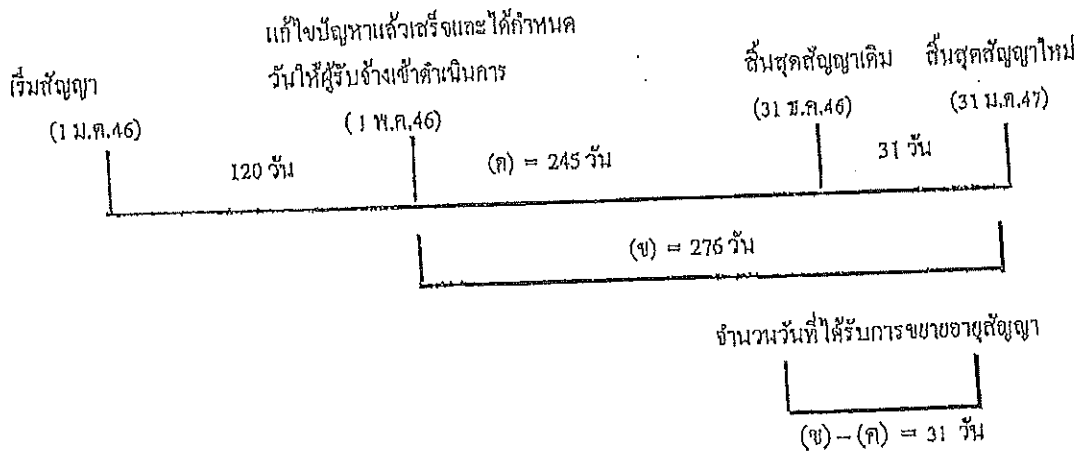 แก้ไขปัญหาแล้วเสร็จและได้กำหนด
วันให้ผู้รับจ้างเข้าดำเนินการ
เริ่มสัญญา
สิ้นสุดสัญญาเดิม
สิ้นสุดสัญญาใหม่
(1 ม.ค.46)
(1 พ.ค.46)
(31 ธ.ค.46)
(31 ม.ค.47)
120 วัน
(ค) = 245 วัน
31 วัน
(ข) = 276 วัน
จำนวนวันที่ได้รับการขยายอายุสัญญา
(ข) – (ค) = 31 วัน